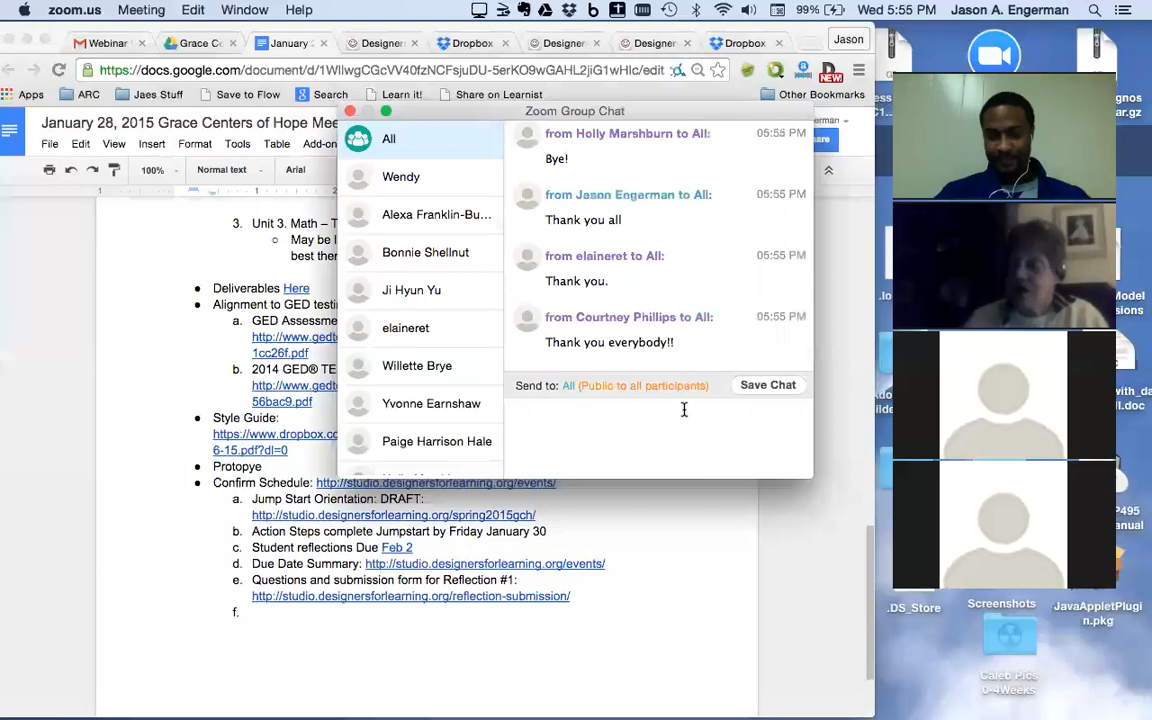 zoom.us Meeting Edit Window Help 99% Wed 5:55 PM Jason A. Engerman
Webinar Grace Ce January Designer Dropbox Designer Designer Dropbox Jason
https://docs.google.com/document/d/1WllwgCGcVV40fzNCFsjuDU-5erKO9wGAHL2jiG1wHlc/edit NEW
Apps ARC Jaes Stuff Save to Flow Search Learn it! Share on Learnist Other Bookmarks
January 28, 2015 Grace Centers of Hope Mee
File Edit View Insert Format Tools Table Add-on
100% Normal text Arial
3. Unit 3. Math – T
May be l
best ther
Deliverables Here
Alignment to GED testin
a. GED Assessme
http://www.gedt
1cc26f.pdf
b. 2014 GED® TE
http://www.gedt
56bac9.pdf
Style Guide:
https://www.dropbox.co
6-15.pdf?dl=0
Protopye
Confirm Schedule: http://studio.designersforlearning.org/events/
a. Jump Start Orientation: DRAFT:
http://studio.designersforlearning.org/spring2015gch/
b. Action Steps complete Jumpstart by Friday January 30
c. Student reflections Due Feb 2
d. Due Date Summary: http://studio.designersforlearning.org/events/
e. Questions and submission form for Reflection #1:
http://studio.designersforlearning.org/reflection-submission/
f.
Zoom Group Chat
All
Wendy
Alexa Franklin-Bu...
Bonnie Shellnut
Ji Hyun Yu
elaineret
Willette Brye
Yvonne Earnshaw
Paige Harrison Hale
from Holly Marshburn to All:
Bye!
from Jason Engerman to All: 05:55 PM
Thank you all
from elaineret to All: 05:55 PM
Thank you.
from Courtney Phillips to All: 05:55 PM
Thank you everybody!!
Send to: All (Public to all participants) Save Chat
.DS_Store
Screenshots
JavaAppletPlugi
n.pkg
Caleb Pics
0-4Weeks